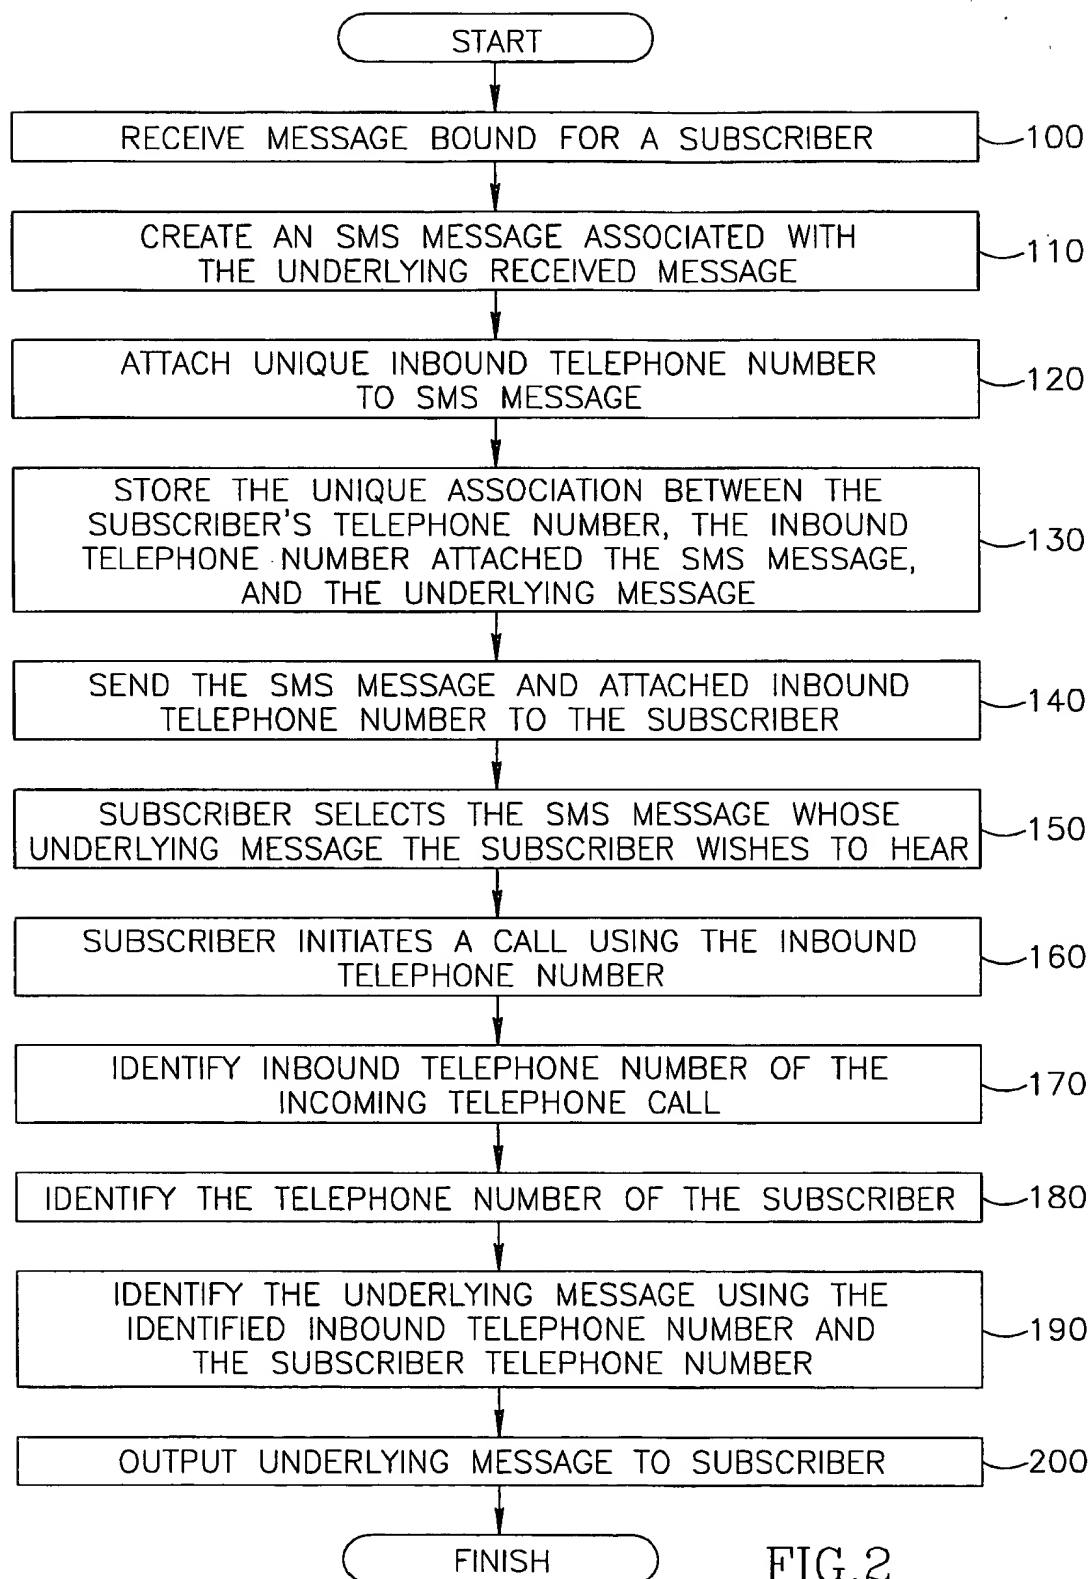 START
RECEIVE MESSAGE BOUND FOR A SUBSCRIBER
100
CREATE AN SMS MESSAGE ASSOCIATED WITH
THE UNDERLYING RECEIVED MESSAGE
110
ATTACH UNIQUE INBOUND TELEPHONE NUMBER
TO SMS MESSAGE
120
STORE THE UNIQUE ASSOCIATION BETWEEN THE
SUBSCRIBER'S TELEPHONE NUMBER, THE INBOUND
TELEPHONE NUMBER ATTACHED THE SMS MESSAGE,
AND THE UNDERLYING MESSAGE
130
SEND THE SMS MESSAGE AND ATTACHED INBOUND
TELEPHONE NUMBER TO THE SUBSCRIBER
140
SUBSCRIBER SELECTS THE SMS MESSAGE WHOSE
UNDERLYING MESSAGE THE SUBSCRIBER WISHES TO HEAR
150
SUBSCRIBER INITIATES A CALL USING THE INBOUND
TELEPHONE NUMBER
160
IDENTIFY INBOUND TELEPHONE NUMBER OF THE
INCOMING TELEPHONE CALL
170
IDENTIFY THE TELEPHONE NUMBER OF THE SUBSCRIBER
180
IDENTIFY THE UNDERLYING MESSAGE USING THE
IDENTIFIED INBOUND TELEPHONE NUMBER AND
THE SUBSCRIBER TELEPHONE NUMBER
190
OUTPUT UNDERLYING MESSAGE TO SUBSCRIBER
200
FINISH
FIG.2